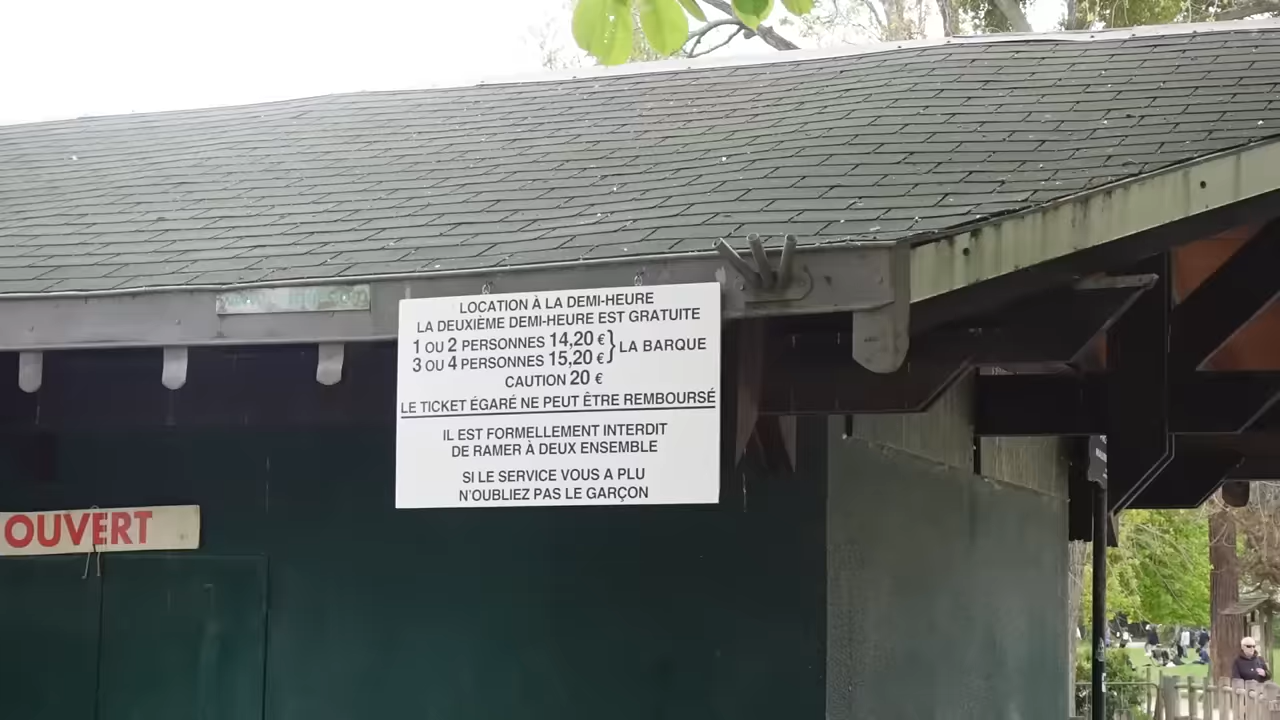 LOCATION À LA DEMI-HEURE
LA DEUXIÈME DEMI-HEURE EST GRATUITE
1 OU 2 PERSONNES 14,20 €
3 OU 4 PERSONNES 15,20 €
LA BARQUE
CAUTION 20 €
LE TICKET ÉGARÉ NE PEUT ÊTRE REMBOURSÉ
IL EST FORMELLEMENT INTERDIT
DE RAMER À DEUX ENSEMBLE
SI LE SERVICE VOUS A PLU
N'OUBLIEZ PAS LE GARÇON
OUVERT